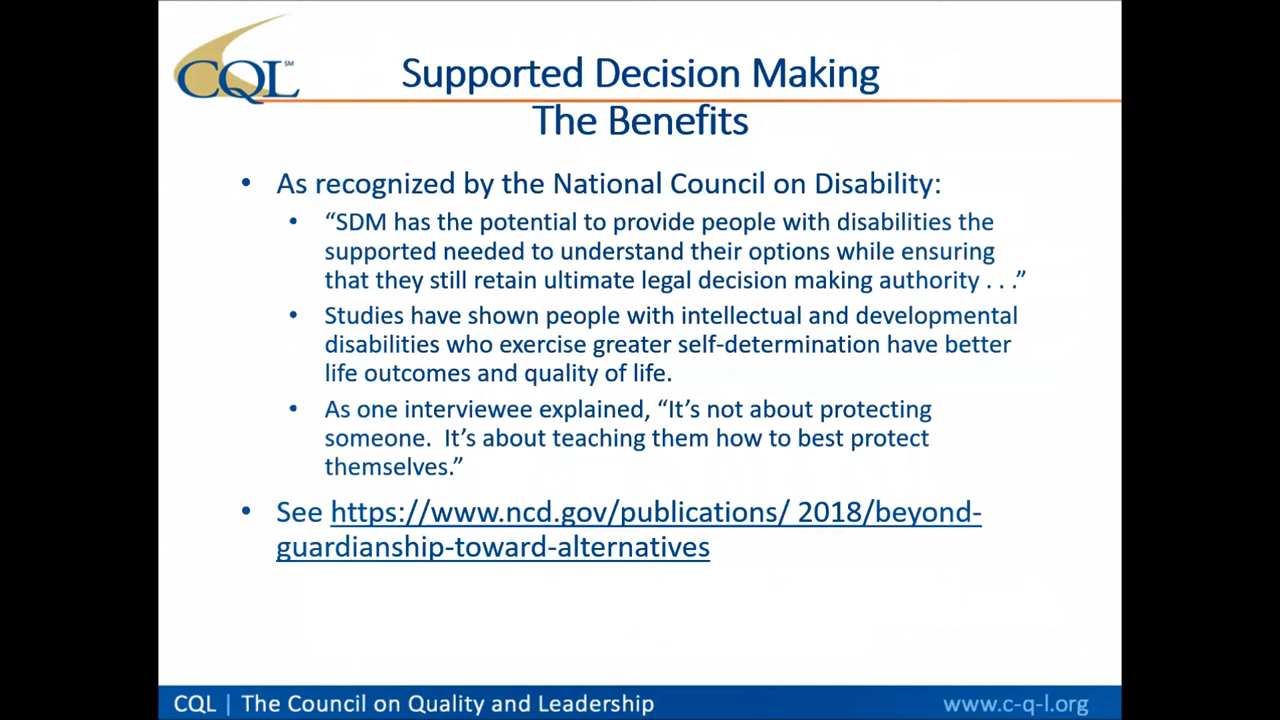 CQL SM
Supported Decision Making
The Benefits
• As recognized by the National Council on Disability:
• “SDM has the potential to provide people with disabilities the
supported needed to understand their options while ensuring
that they still retain ultimate legal decision making authority . . .”
• Studies have shown people with intellectual and developmental
disabilities who exercise greater self-determination have better
life outcomes and quality of life.
• As one interviewee explained, “It’s not about protecting
someone.  It’s about teaching them how to best protect
themselves.”
• See https://www.ncd.gov/publications/ 2018/beyond-
guardianship-toward-alternatives
CQL | The Council on Quality and Leadership
www.c-q-l.org